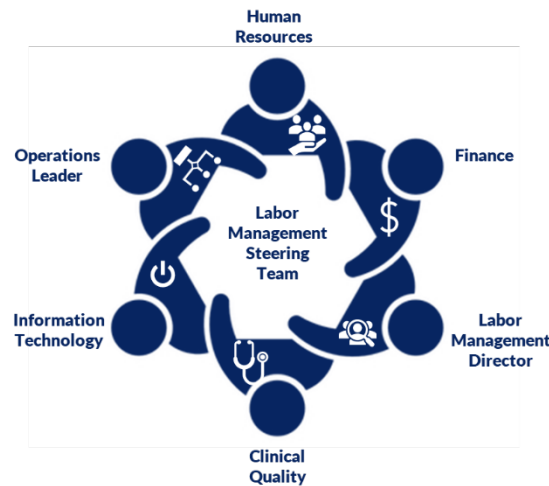 Human
Resources
Operations
Leader
Finance
Labor
Management
Steering
Team
$
Information
Technology
Labor
Management
Director
Clinical
Quality